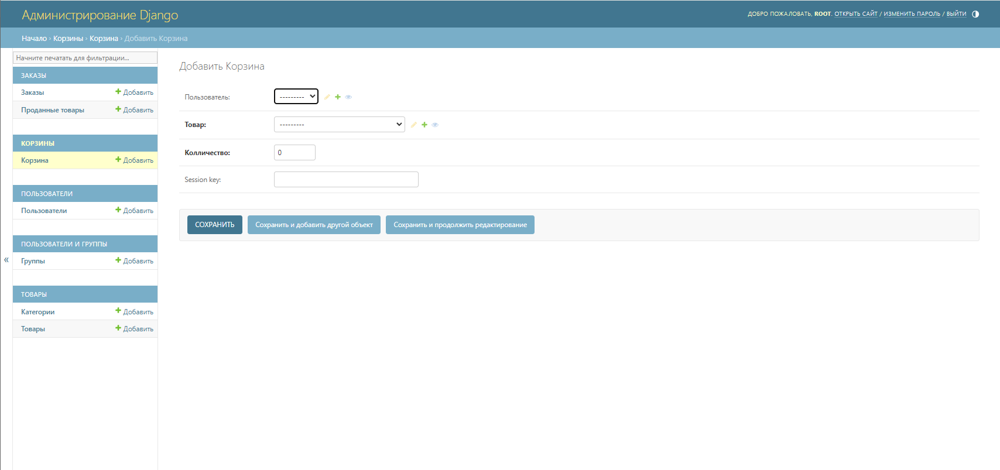 Администрирование Django
ДОБРО ПОЖАЛОВАТЬ, ROOT. ОТКРЫТЬ САЙТ / ИЗМЕНИТЬ ПАРОЛЬ / ВЫЙТИ
Начало › Корзины › Корзина › Добавить Корзина
Начните печатать для фильтрации...
ЗАКАЗЫ
Заказы Добавить
Проданные товары Добавить
КОРЗИНЫ
Корзина Добавить
ПОЛЬЗОВАТЕЛИ
Пользователи Добавить
ПОЛЬЗОВАТЕЛИ И ГРУППЫ
Группы Добавить
ТОВАРЫ
Категории Добавить
Товары Добавить
«
Добавить Корзина
Пользователь: ---------
Товар: ---------
Колличество: 0
Session key:
СОХРАНИТЬ Сохранить и добавить другой объект Сохранить и продолжить редактирование